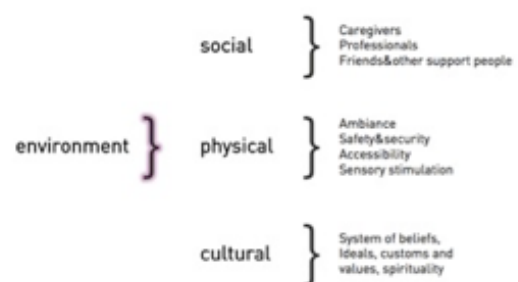 environment
social
Caregivers
Professionals
Friends&other support people
physical
Ambiance
Safety&security
Accessibility
Sensory stimulation
cultural
System of beliefs,
Ideals, customs and
values, spirituality